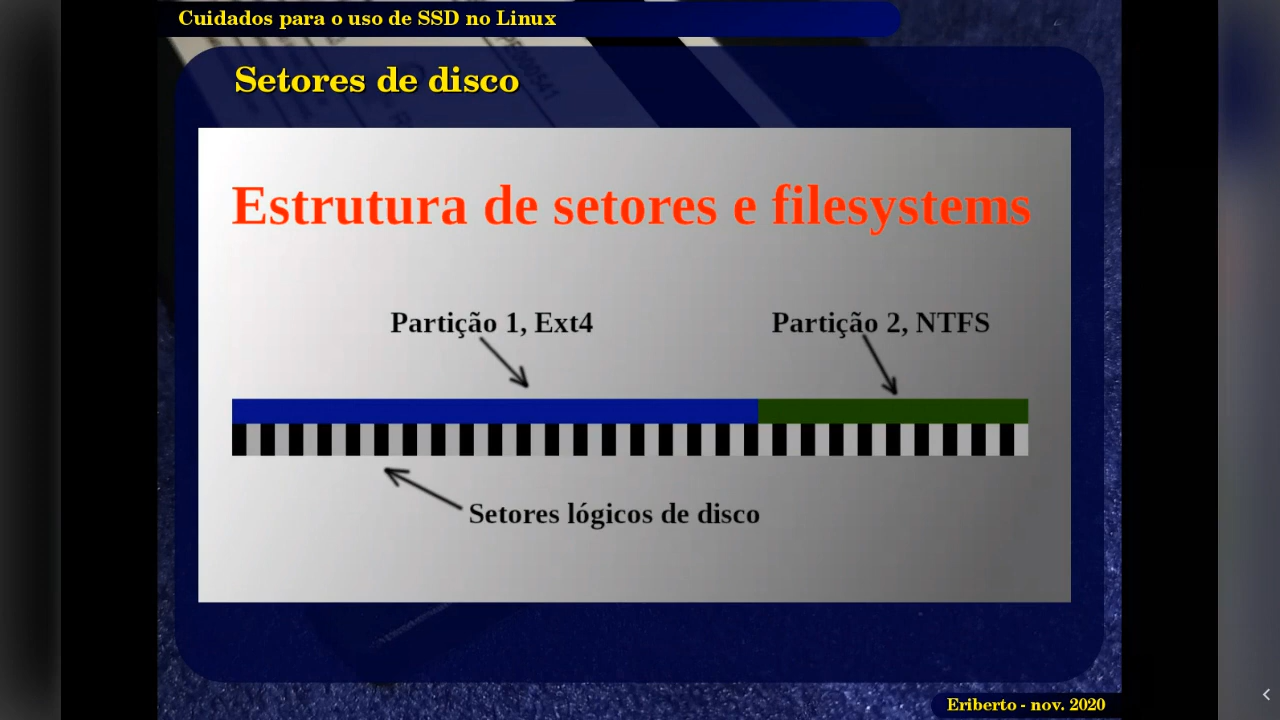 Cuidados para o uso de SSD no Linux
Setores de disco
Estrutura de setores e filesystems
Partição 1, Ext4
Partição 2, NTFS
Setores lógicos de disco
Eriberto - nov. 2020